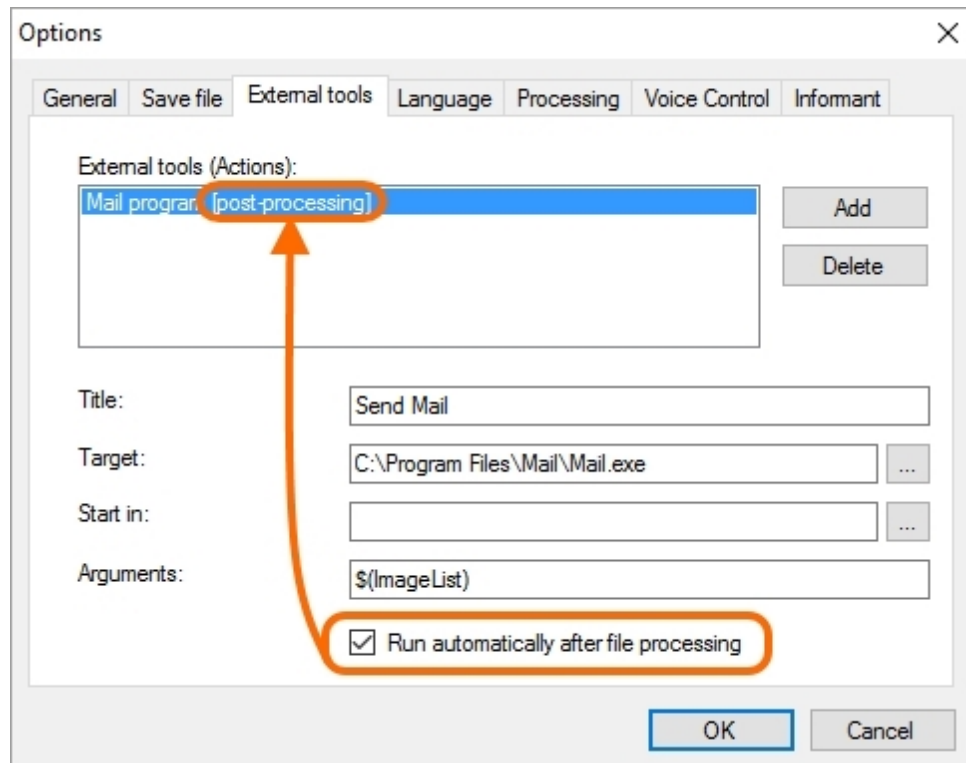 Options
General Save file External tools Language Processing Voice Control Informant
External tools (Actions):
Mail program [post-processing]
Add
Delete
Title:
Send Mail
Target:
C:\Program Files\Mail\Mail.exe
...
Start in:
...
Arguments:
$(ImageList)
Run automatically after file processing
OK
Cancel